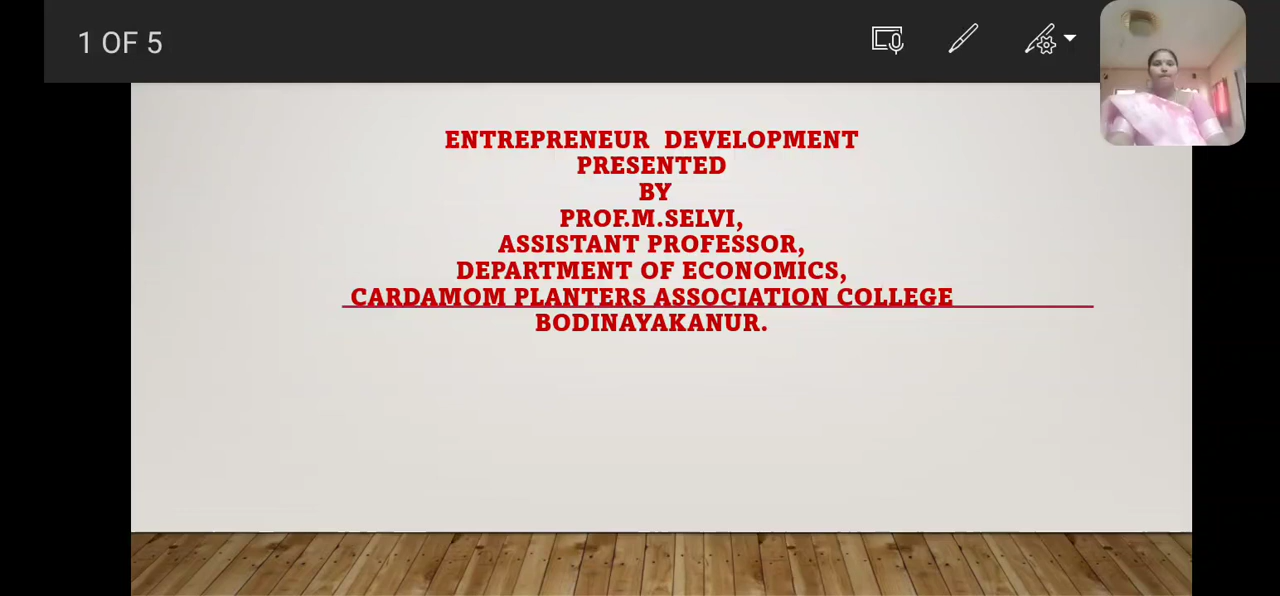 1 OF 5
ENTREPRENEUR DEVELOPMENT
PRESENTED
BY
PROF.M.SELVI,
ASSISTANT PROFESSOR,
DEPARTMENT OF ECONOMICS,
CARDAMOM PLANTERS ASSOCIATION COLLEGE
BODINAYAKANUR.